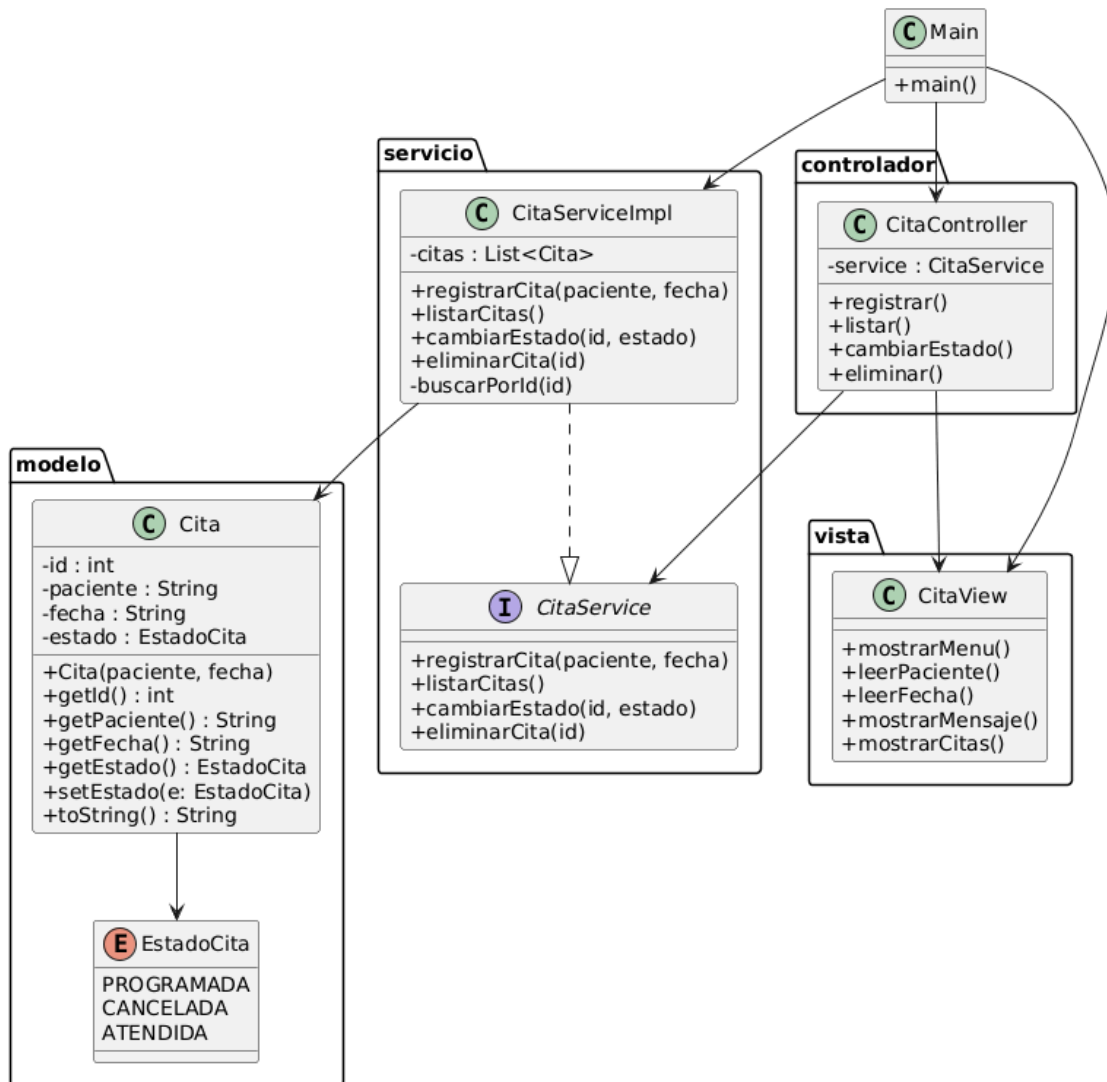 C Main
+main()
servicio
C CitaServiceImpl
-citas : List<Cita>
+registrarCita(paciente, fecha)
+listarCitas()
+cambiarEstado(id, estado)
+eliminarCita(id)
-buscarPorId(id)
controlador
C CitaController
-service : CitaService
+registrar()
+listar()
+cambiarEstado()
+eliminar()
modelo
C Cita
-id : int
-paciente : String
-fecha : String
-estado : EstadoCita
+Cita(paciente, fecha)
+getId() : int
+getPaciente() : String
+getFecha() : String
+getEstado() : EstadoCita
+setEstado(e: EstadoCita)
+toString() : String
I CitaService
+registrarCita(paciente, fecha)
+listarCitas()
+cambiarEstado(id, estado)
+eliminarCita(id)
vista
C CitaView
+mostrarMenu()
+leerPaciente()
+leerFecha()
+mostrarMensaje()
+mostrarCitas()
E EstadoCita
PROGRAMADA
CANCELADA
ATENDIDA